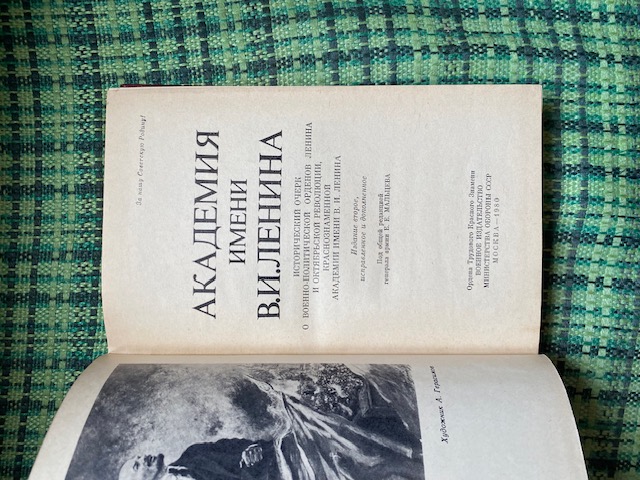 За нашу Советскую Родину!
АКАДЕМИЯ
ИМЕНИ
В.И.ЛЕНИНА
ИСТОРИЧЕСКИЙ ОЧЕРК
О ВОЕННО-ПОЛИТИЧЕСКОЙ ОРДЕНОВ ЛЕНИНА
И ОКТЯБРЬСКОЙ РЕВОЛЮЦИИ,
КРАСНОЗНАМЕННОЙ
АКАДЕМИИ ИМЕНИ В. И. ЛЕНИНА
Издание второе,
исправленное и дополненное
Под общей редакцией
генерала армии Е. Е. МАЛЬЦЕВА
Ордена Трудового Красного Знамени
ВОЕННОЕ ИЗДАТЕЛЬСТВО
МИНИСТЕРСТВА ОБОРОНЫ СССР
МОСКВА—1980
Художник А. Герасимов